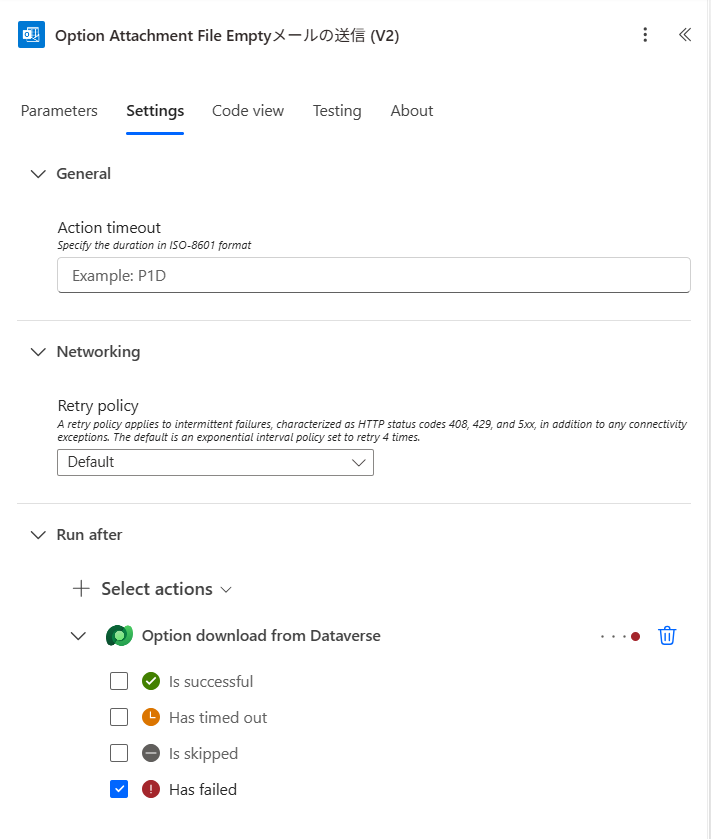 Option Attachment File Emptyメールの送信 (V2)
Parameters Settings Code view Testing About
General
Action timeout
Specify the duration in ISO-8601 format
Example: P1D
Networking
Retry policy
A retry policy applies to intermittent failures, characterized as HTTP status codes 408, 429, and 5xx, in addition to any connectivity
exceptions. The default is an exponential interval policy set to retry 4 times.
Default
Run after
Select actions
Option download from Dataverse
Is successful
Has timed out
Is skipped
Has failed